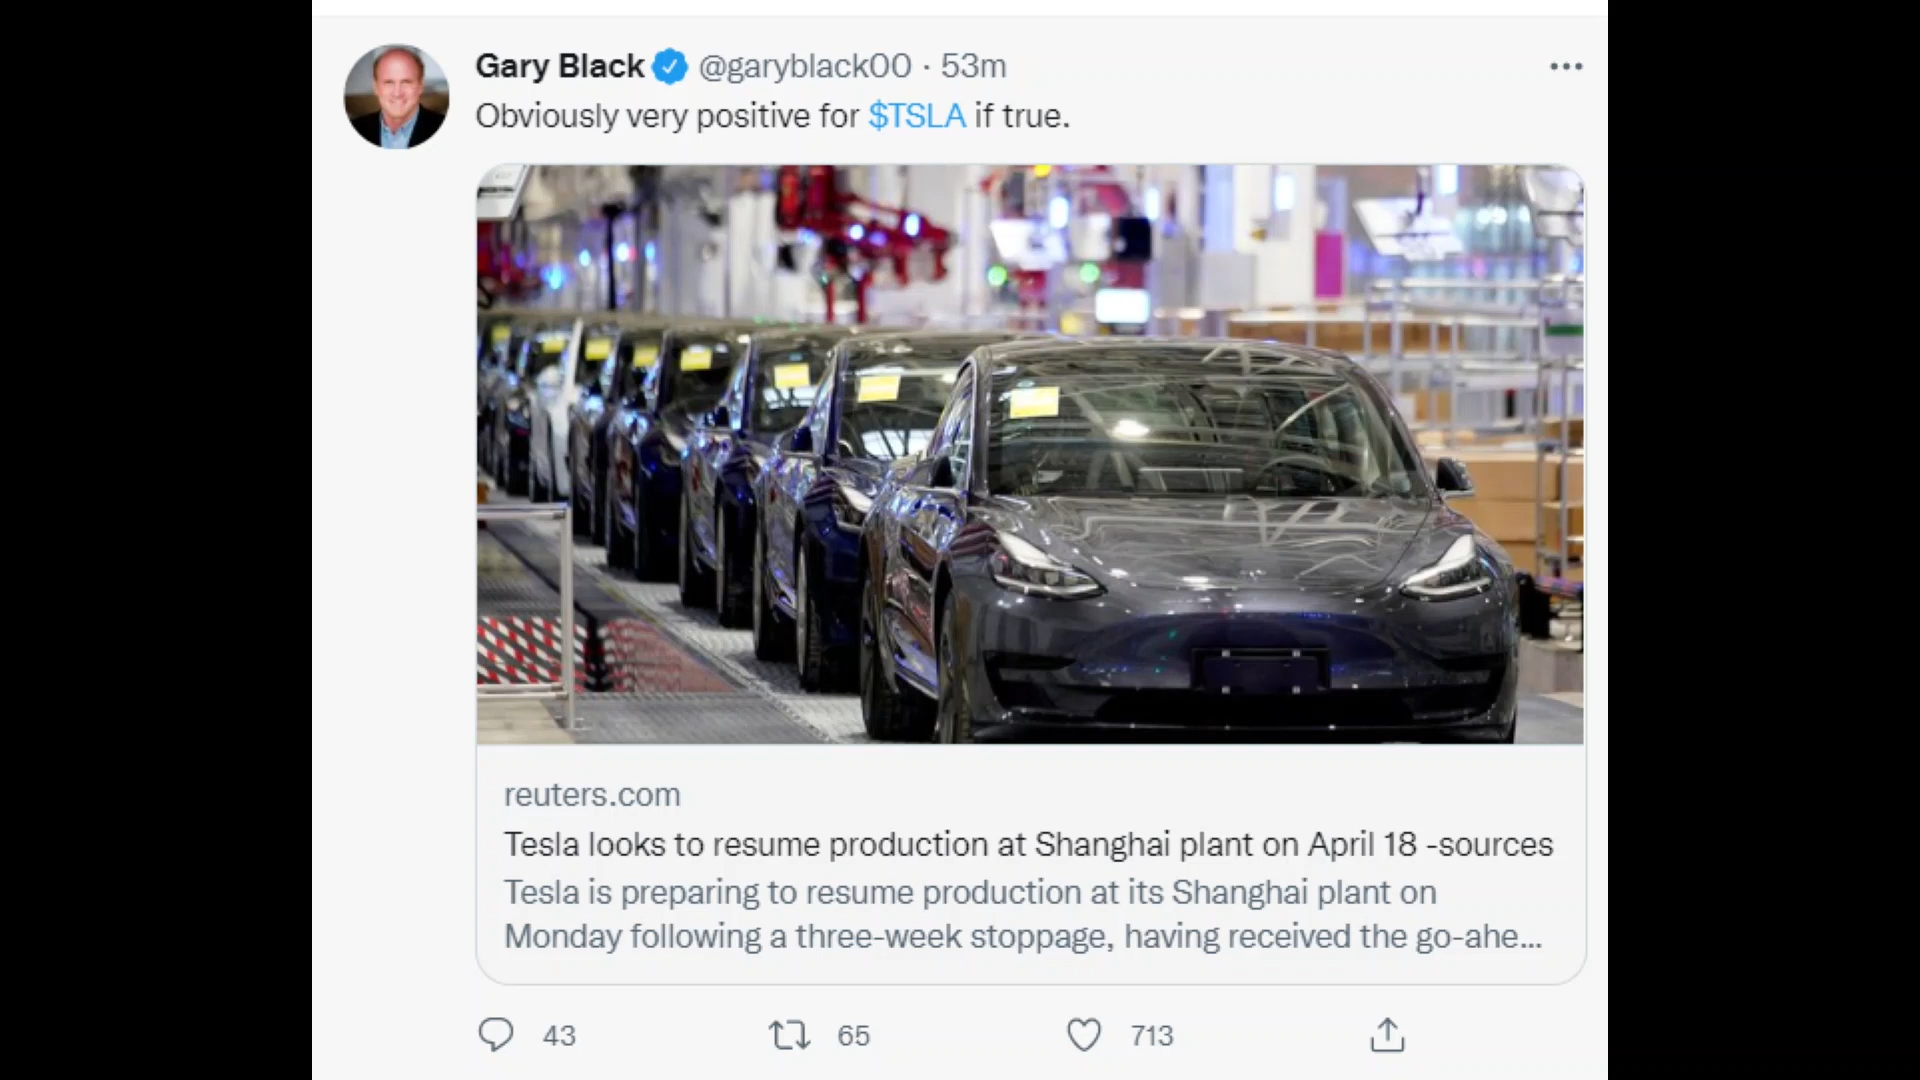 Gary Black @garyblack00 · 53m
Obviously very positive for $TSLA if true.
reuters.com
Tesla looks to resume production at Shanghai plant on April 18 -sources
Tesla is preparing to resume production at its Shanghai plant on
Monday following a three-week stoppage, having received the go-ahe...
43 65 713